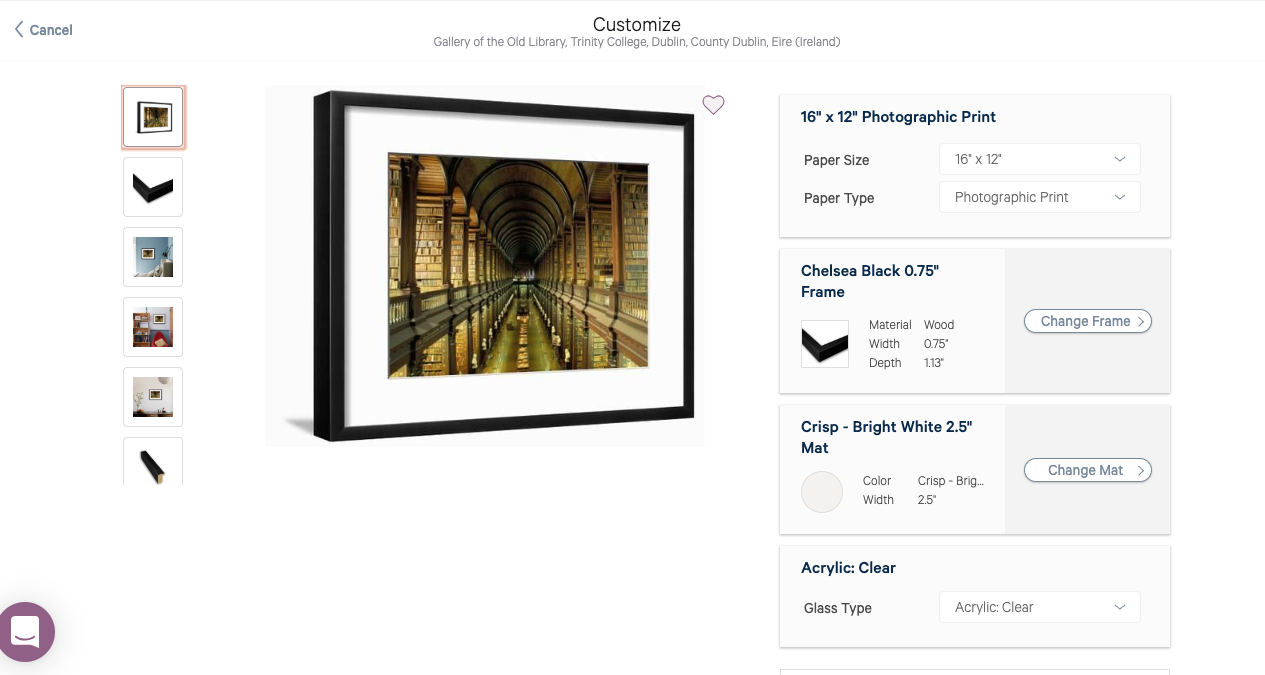 Cancel
Customize
Gallery of the Old Library, Trinity College, Dublin, County Dublin, Eire (Ireland)
16" x 12" Photographic Print
Paper Size
16" x 12"
Paper Type
Photographic Print
Chelsea Black 0.75"
Frame
Material Wood
Width 0.75"
Depth 1.13"
Change Frame
Crisp - Bright White 2.5"
Mat
Color Crisp - Brig...
Width 2.5"
Change Mat
Acrylic: Clear
Glass Type
Acrylic: Clear